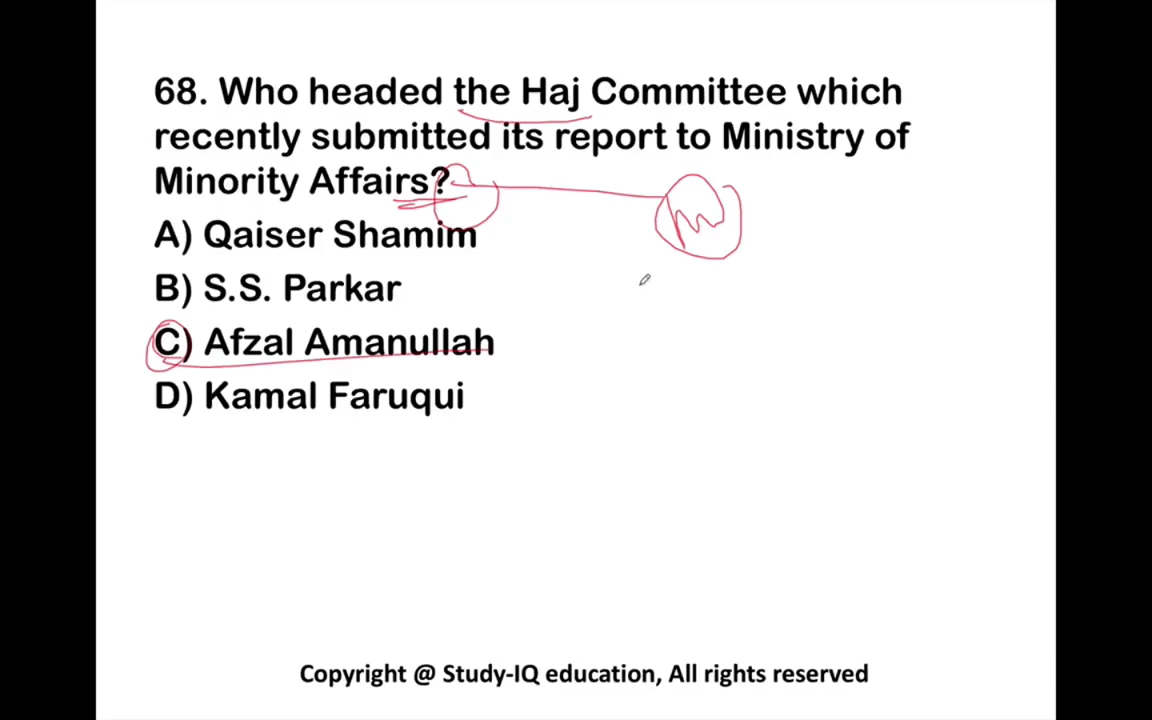 68. Who headed the Haj Committee which
recently submitted its report to Ministry of
Minority Affairs?
A) Qaiser Shamim
B) S.S. Parkar
C) Afzal Amanullah
D) Kamal Faruqui
Copyright @ Study-IQ education, All rights reserved